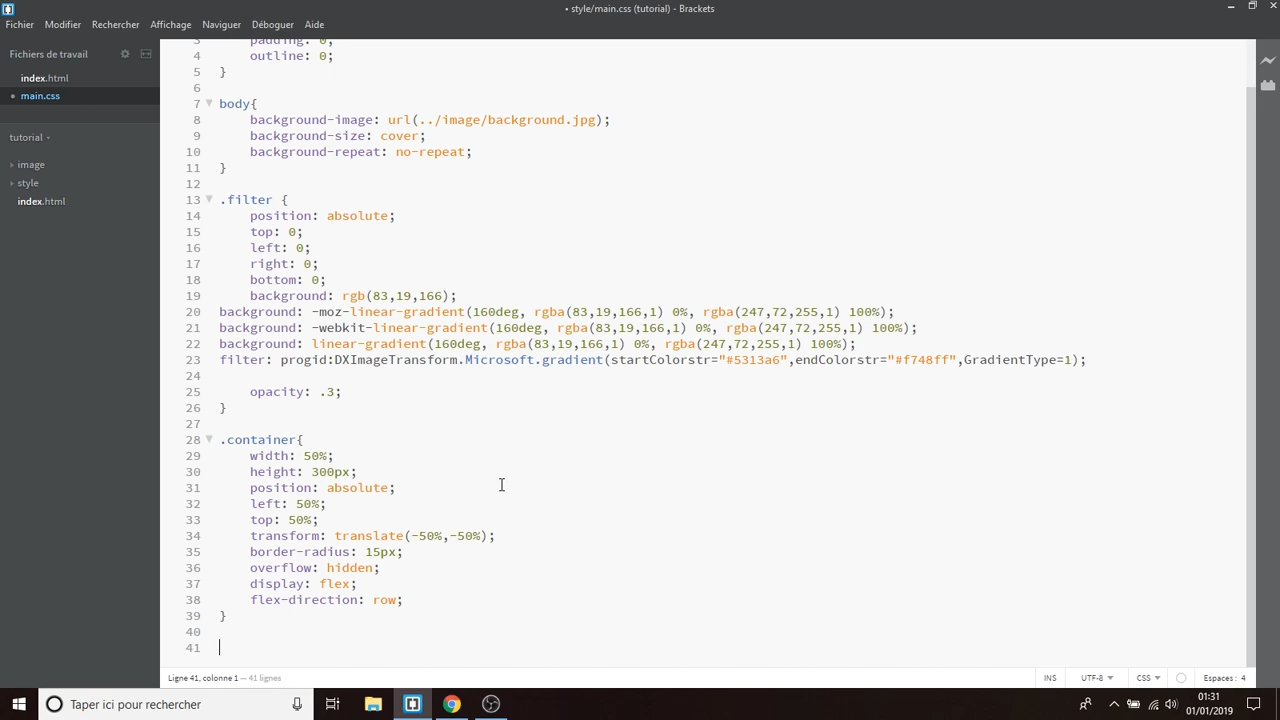 • style/main.css (tutorial) - Brackets
Fichier Modifier Rechercher Affichage Naviguer Déboguer Aide
Fichiers de travail
index.html
• main.css
tutorial
image
style
index.html
3 padding: 0;
4 outline: 0;
5 }
6
7 body{
8 background-image: url(../image/background.jpg);
9 background-size: cover;
10 background-repeat: no-repeat;
11 }
12
13 .filter {
14 position: absolute;
15 top: 0;
16 left: 0;
17 right: 0;
18 bottom: 0;
19 background: rgb(83,19,166);
20 background: -moz-linear-gradient(160deg, rgba(83,19,166,1) 0%, rgba(247,72,255,1) 100%);
21 background: -webkit-linear-gradient(160deg, rgba(83,19,166,1) 0%, rgba(247,72,255,1) 100%);
22 background: linear-gradient(160deg, rgba(83,19,166,1) 0%, rgba(247,72,255,1) 100%);
23 filter: progid:DXImageTransform.Microsoft.gradient(startColorstr="#5313a6",endColorstr="#f748ff",GradientType=1);
24
25 opacity: .3;
26 }
27
28 .container{
29 width: 50%;
30 height: 300px;
31 position: absolute;
32 left: 50%;
33 top: 50%;
34 transform: translate(-50%,-50%);
35 border-radius: 15px;
36 overflow: hidden;
37 display: flex;
38 flex-direction: row;
39 }
40
41
Ligne 41, colonne 1 — 41 lignes
INS UTF-8 CSS Espaces : 4
Taper ici pour rechercher
01:31
01/01/2019